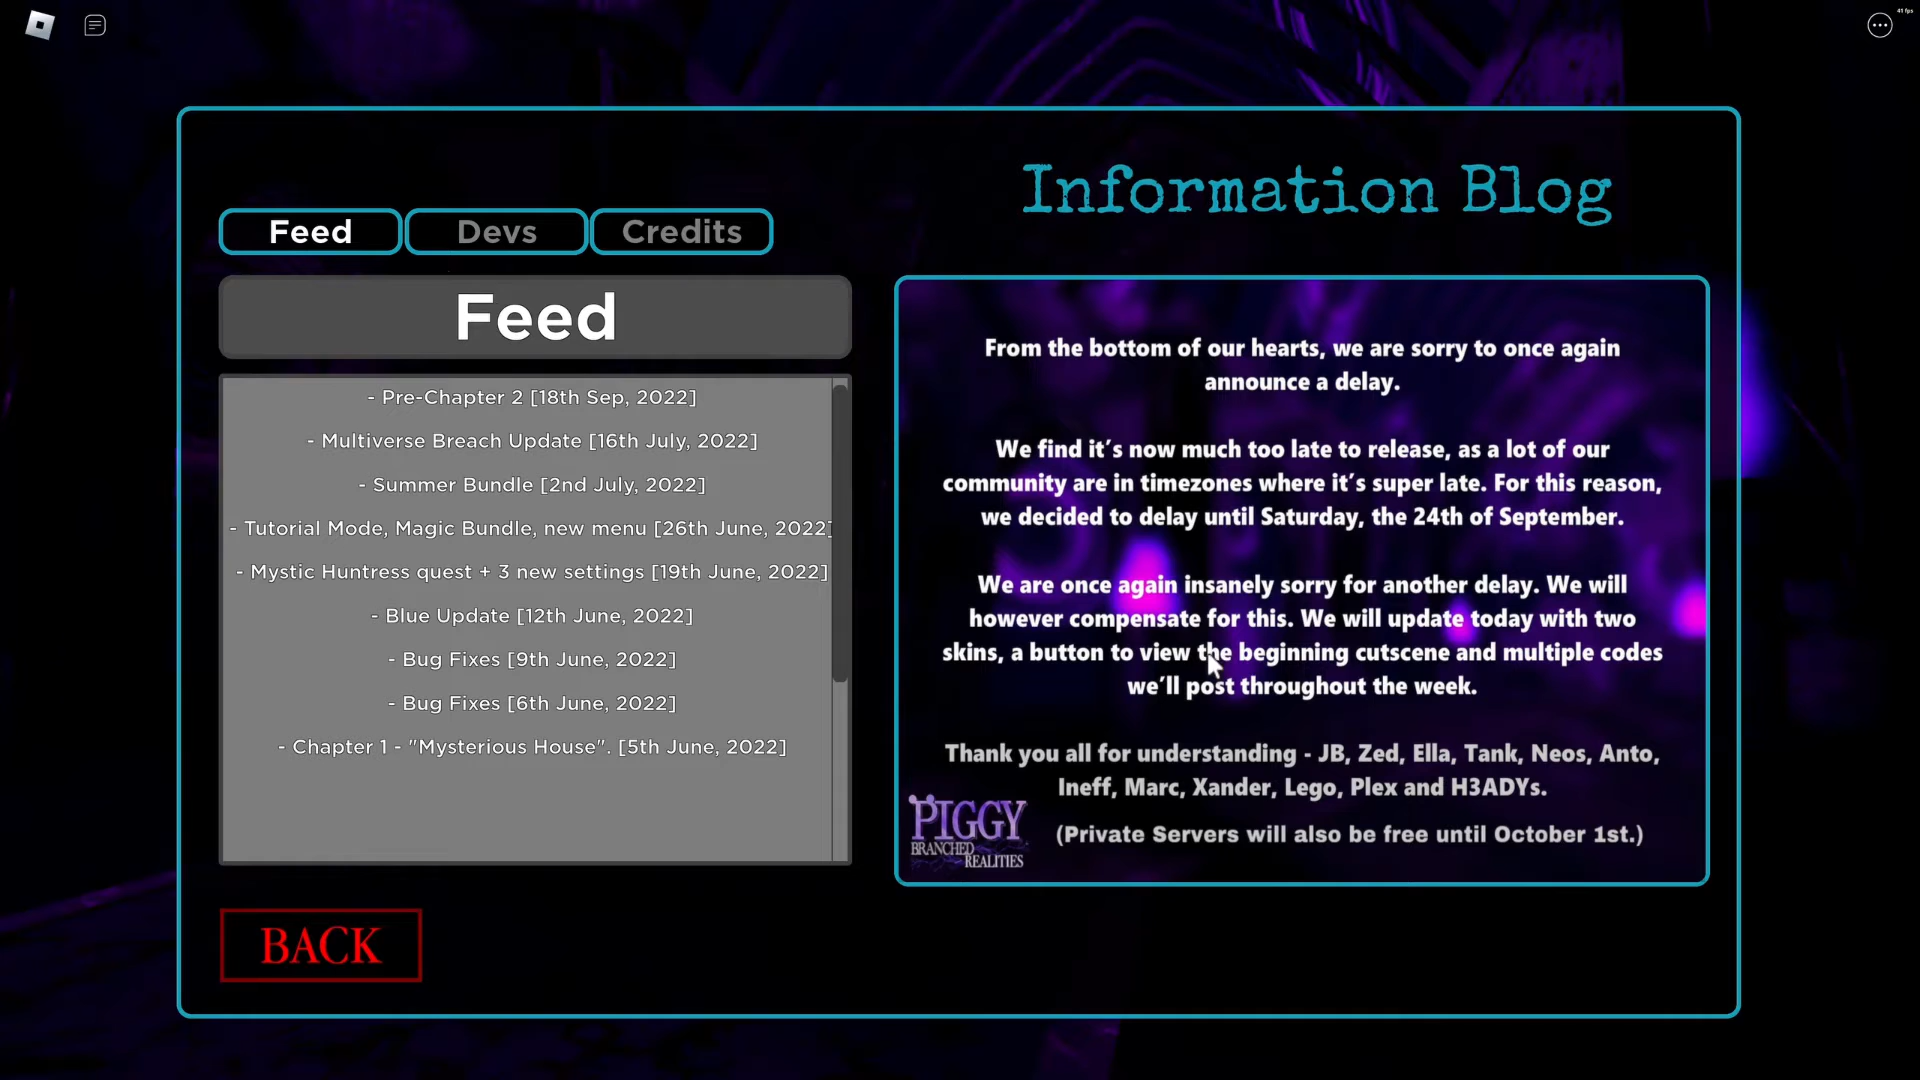 41 fps
Information Blog
Feed
Devs
Credits
Feed
- Pre-Chapter 2 [18th Sep, 2022]
- Multiverse Breach Update [16th July, 2022]
- Summer Bundle [2nd July, 2022]
- Tutorial Mode, Magic Bundle, new menu [26th June, 2022]
- Mystic Huntress quest + 3 new settings [19th June, 2022]
- Blue Update [12th June, 2022]
- Bug Fixes [9th June, 2022]
- Bug Fixes [6th June, 2022]
- Chapter 1 - "Mysterious House". [5th June, 2022]
From the bottom of our hearts, we are sorry to once again
announce a delay.
We find it's now much too late to release, as a lot of our
community are in timezones where it's super late. For this reason,
we decided to delay until Saturday, the 24th of September.
We are once again insanely sorry for another delay. We will
however compensate for this. We will update today with two
skins, a button to view the beginning cutscene and multiple codes
we'll post throughout the week.
Thank you all for understanding - JB, Zed, Ella, Tank, Neos, Anto,
Ineff, Marc, Xander, Lego, Plex and H3ADYs.
(Private Servers will also be free until October 1st.)
PIGGY
BRANCHED
REALITIES
BACK